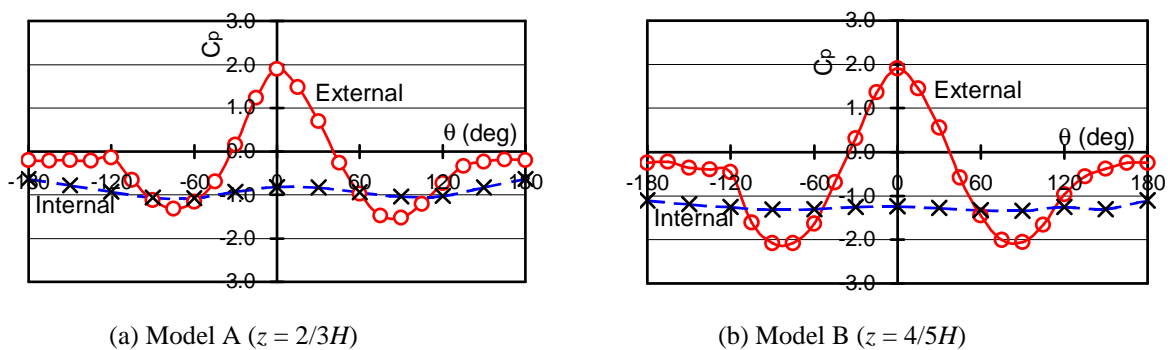 3.0
2.0
1.0
0.0
-1.0
-2.0
-3.0
Cp
External
θ (deg)
-180
-120
-60
0
60
120
180
Internal
(a) Model A (z = 2/3H)
3.0
2.0
1.0
0.0
-1.0
-2.0
-3.0
Cp
External
θ (deg)
-180
-120
-60
0
60
120
180
Internal
(b) Model B (z = 4/5H)